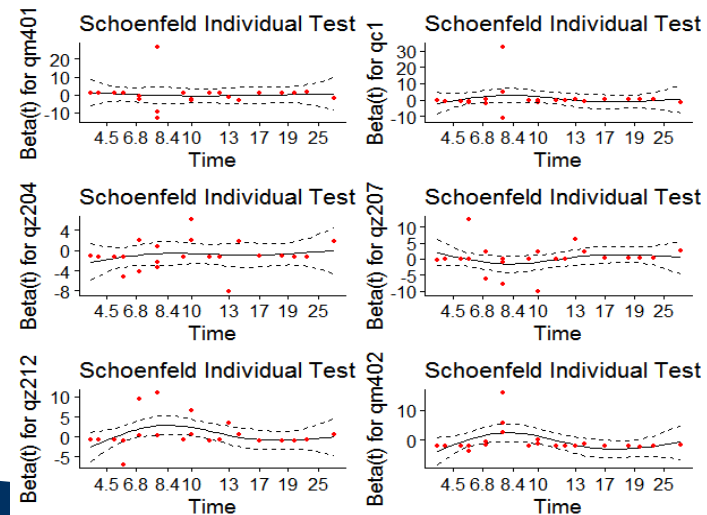 Schoenfeld Individual Test
Beta(t) for qm401
20
10
0
-10
4.5 6.8 8.4 10 13 17 19 25
Time
Schoenfeld Individual Test
Beta(t) for qc1
30
20
10
0
-10
4.5 6.8 8.4 10 13 17 19 25
Time
Schoenfeld Individual Test
Beta(t) for qz204
4
0
-4
-8
4.5 6.8 8.4 10 13 17 19 25
Time
Schoenfeld Individual Test
Beta(t) for qz207
10
5
0
-5
-10
4.5 6.8 8.4 10 13 17 19 25
Time
Schoenfeld Individual Test
Beta(t) for qz212
10
5
0
-5
4.5 6.8 8.4 10 13 17 19 25
Time
Schoenfeld Individual Test
Beta(t) for qm402
10
0
4.5 6.8 8.4 10 13 17 19 25
Time